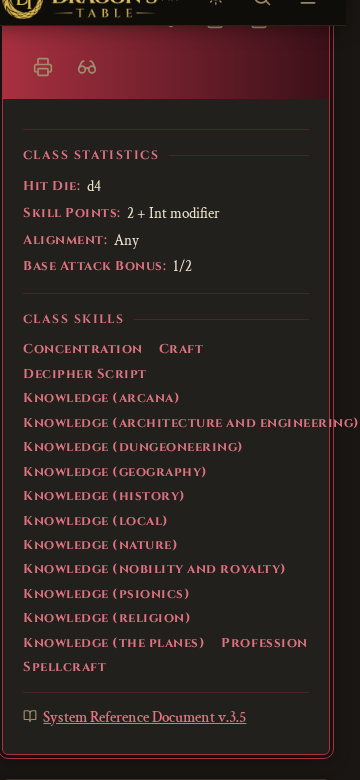 DRAGON'S
TABLE
CLASS STATISTICS
HIT DIE: d4
SKILL POINTS: 2 + Int modifier
ALIGNMENT: Any
BASE ATTACK BONUS: 1/2
CLASS SKILLS
CONCENTRATION CRAFT
DECIPHER SCRIPT
KNOWLEDGE (ARCANA)
KNOWLEDGE (ARCHITECTURE AND ENGINEERING)
KNOWLEDGE (DUNGEONEERING)
KNOWLEDGE (GEOGRAPHY)
KNOWLEDGE (HISTORY)
KNOWLEDGE (LOCAL)
KNOWLEDGE (NATURE)
KNOWLEDGE (NOBILITY AND ROYALTY)
KNOWLEDGE (PSIONICS)
KNOWLEDGE (RELIGION)
KNOWLEDGE (THE PLANES) PROFESSION
SPELLCRAFT
System Reference Document v.3.5